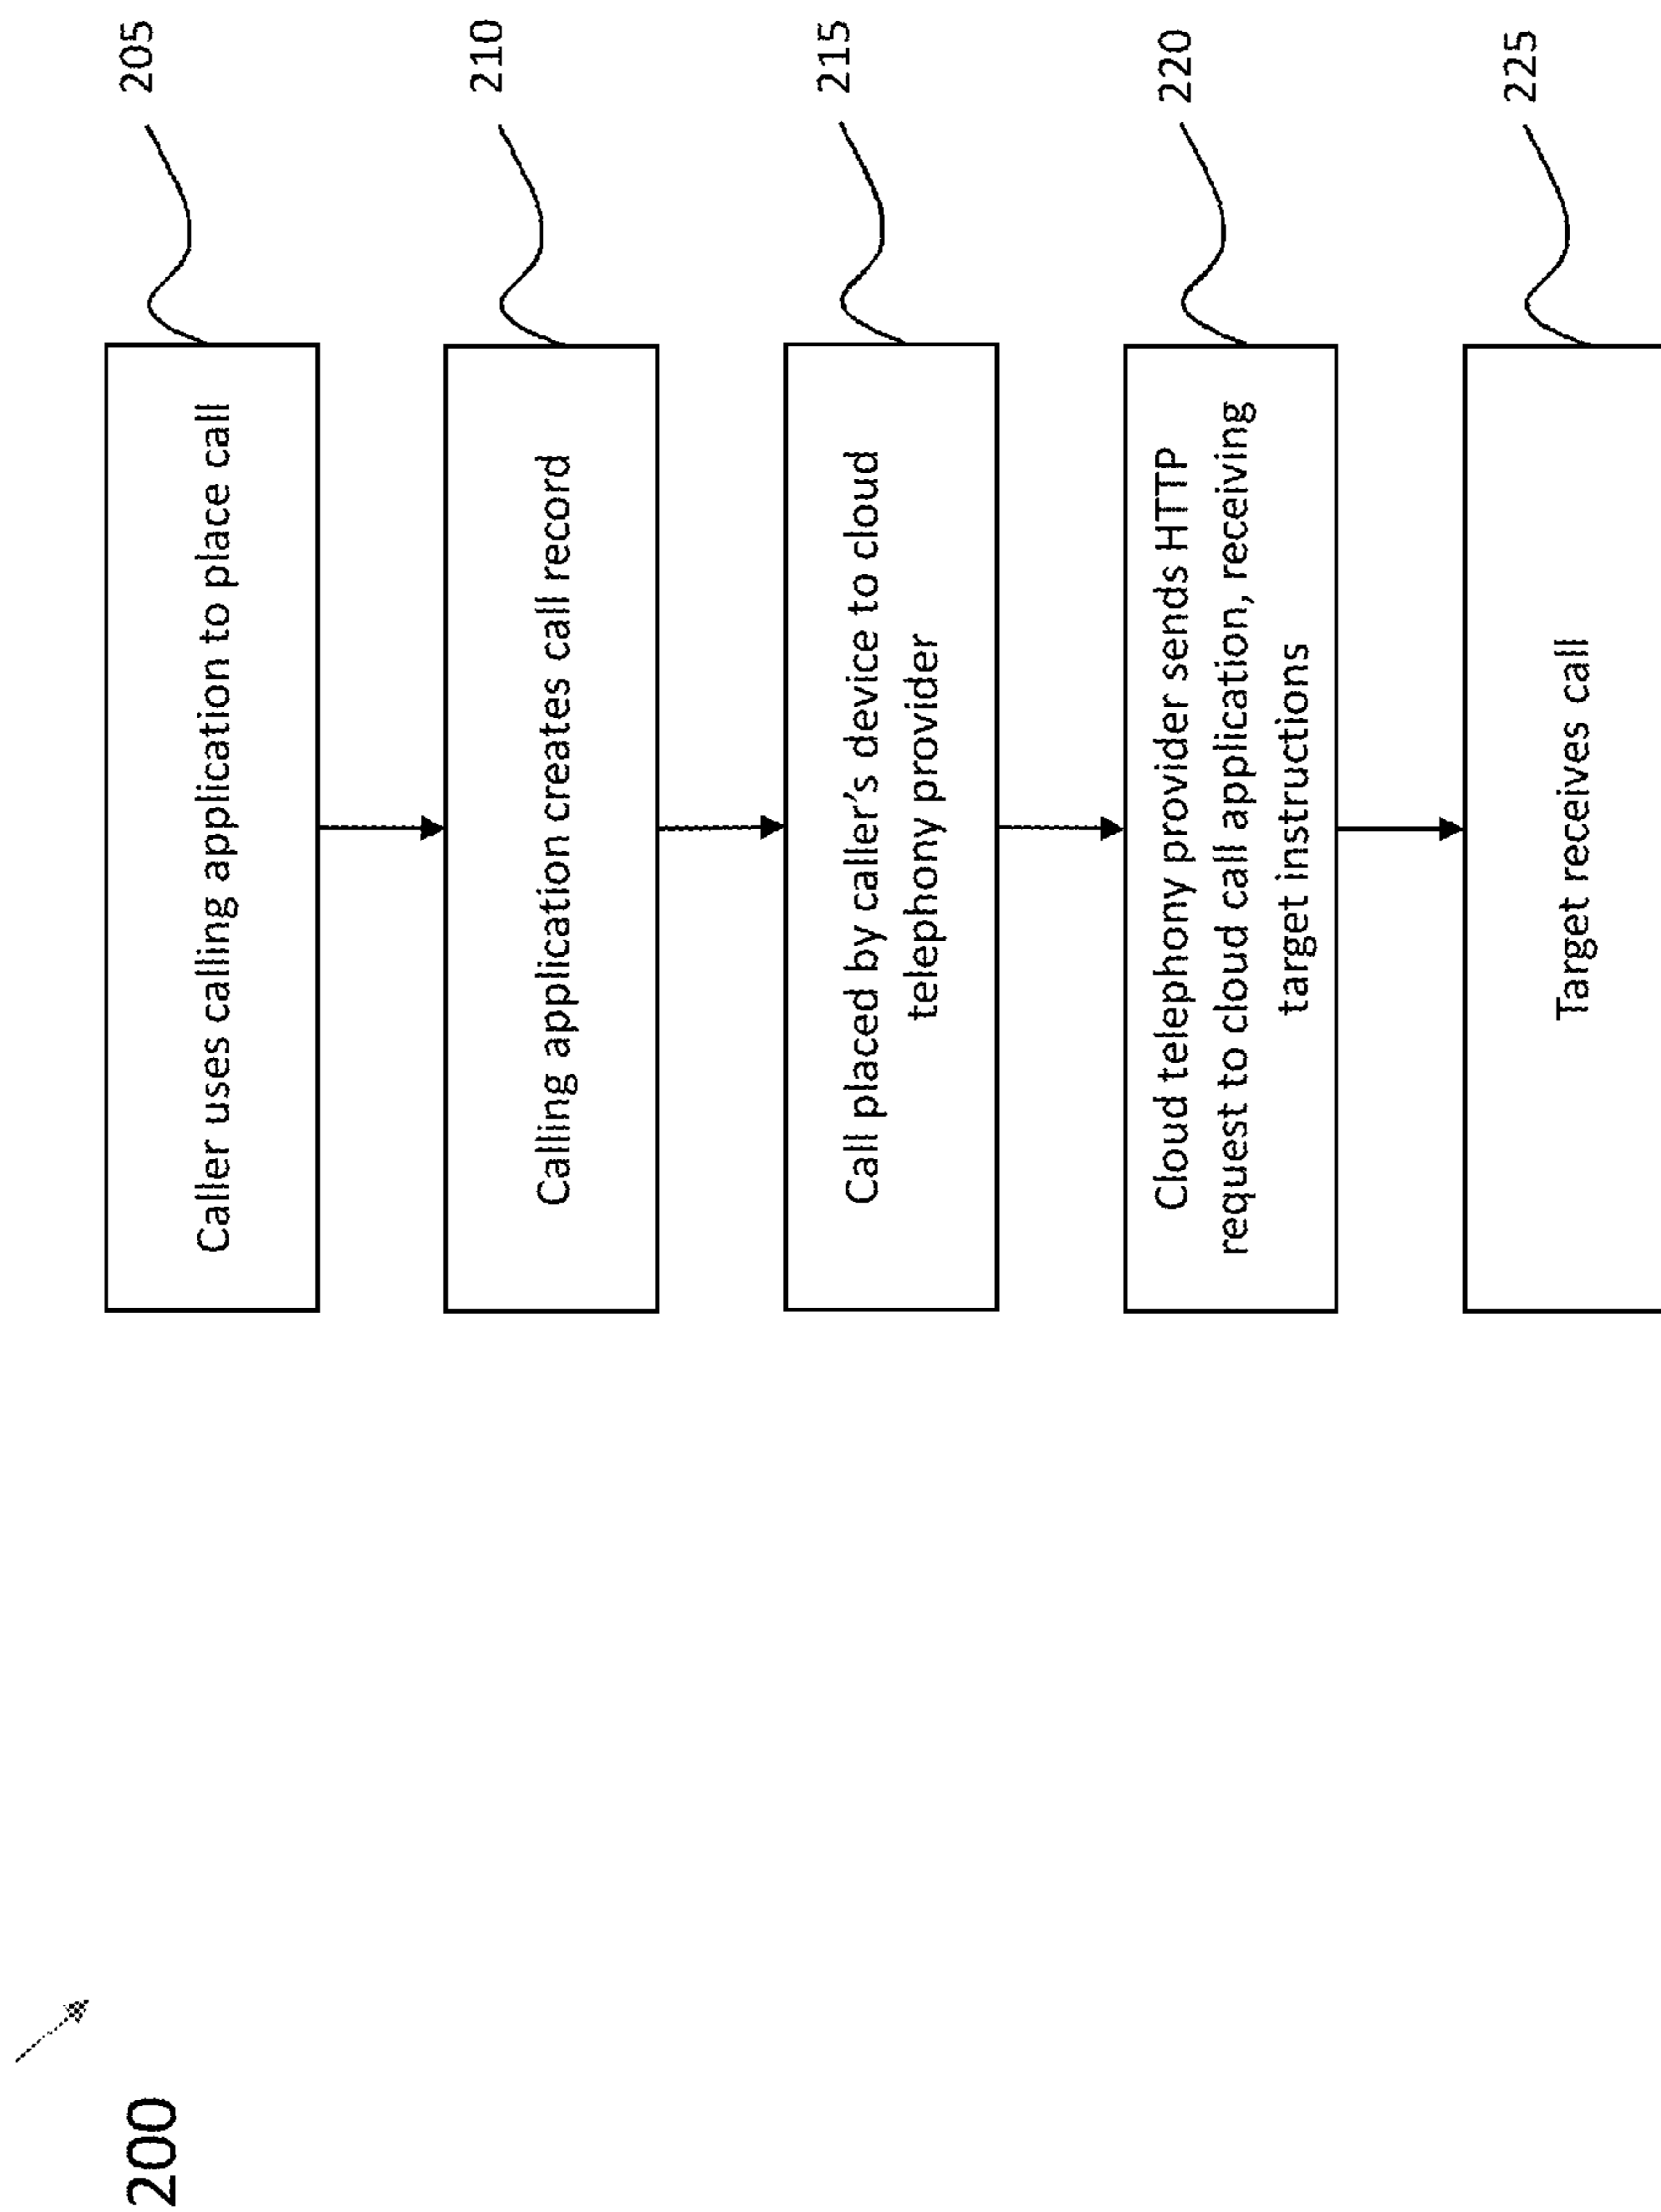 200
Caller uses calling application to place call
205
Calling application creates call record
210
Call placed by caller’s device to cloud
telephony provider
215
Cloud telephony provider sends HTTP
request to cloud call application, receiving
target instructions
220
Target receives call
225